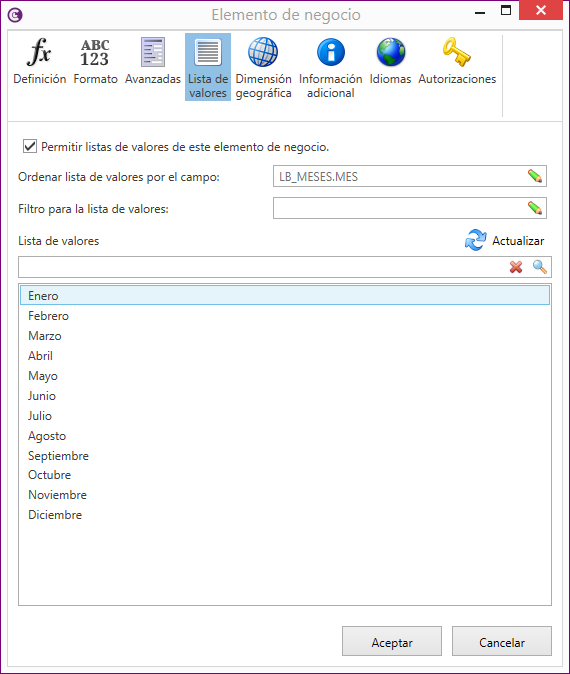 Elemento de negocio
fx
ABC
123
Definición
Formato
Avanzadas
Lista de
valores
Dimensión
geográfica
Información
adicional
Idiomas
Autorizaciones
Permitir listas de valores de este elemento de negocio.
Ordenar lista de valores por el campo:
LB_MESES.MES
Filtro para la lista de valores:
Lista de valores
Actualizar
Enero
Febrero
Marzo
Abril
Mayo
Junio
Julio
Agosto
Septiembre
Octubre
Noviembre
Diciembre
Aceptar
Cancelar